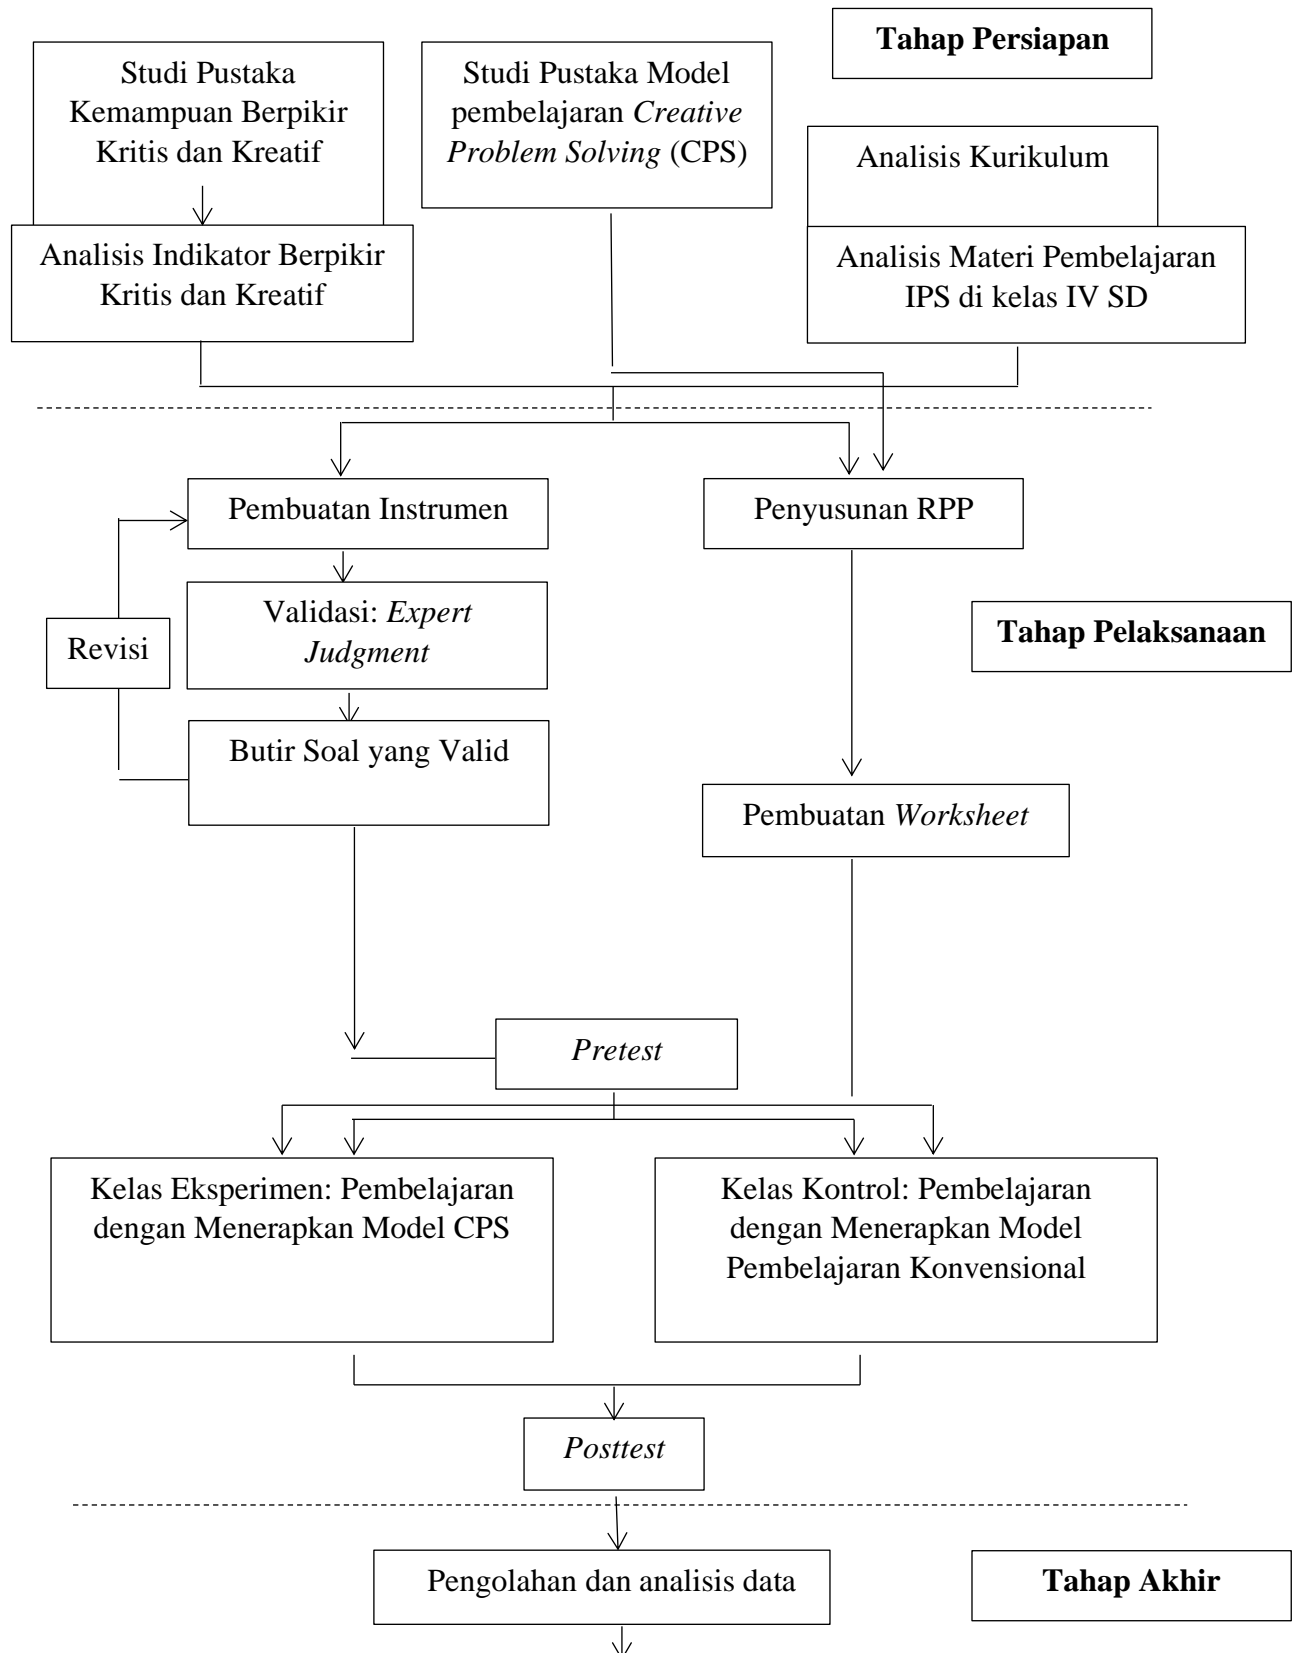 Tahap Persiapan
Studi Pustaka
Kemampuan Berpikir
Kritis dan Kreatif
Studi Pustaka Model
pembelajaran Creative
Problem Solving (CPS)
Analisis Kurikulum
Analisis Indikator Berpikir
Kritis dan Kreatif
Analisis Materi Pembelajaran
IPS di kelas IV SD
Pembuatan Instrumen
Penyusunan RPP
Validasi: Expert
Judgment
Revisi
Tahap Pelaksanaan
Butir Soal yang Valid
Pembuatan Worksheet
Pretest
Kelas Eksperimen: Pembelajaran
dengan Menerapkan Model CPS
Kelas Kontrol: Pembelajaran
dengan Menerapkan Model
Pembelajaran Konvensional
Posttest
Pengolahan dan analisis data
Tahap Akhir